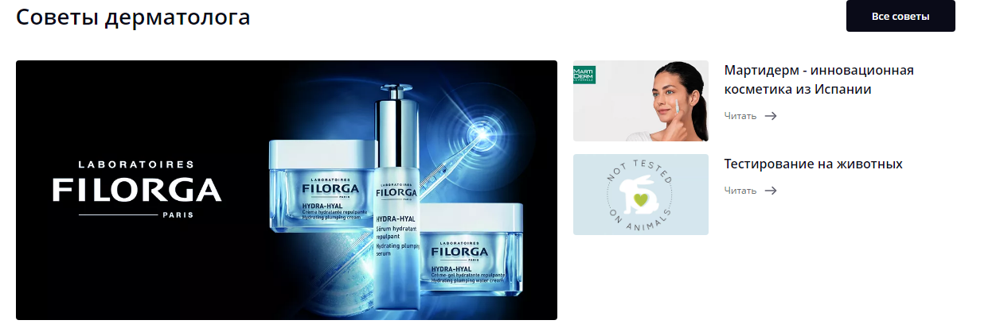 Советы дерматолога
Все советы
LABORATOIRES
FILORGA
PARIS
LABORATOIRES
FILORGA
PARIS
HYDRA-HYAL
Crème hydratante repulpante
Hydrating plumping cream
LABORATOIRES
FILORGA
PARIS
HYDRA-HYAL
Sérum hydratant
repulpant
Hydrating plumping
serum
LABORATOIRES
FILORGA
PARIS
HYDRA-HYAL
Crème-gel hydratante repulpante
Hydrating plumping water cream
MARTI
DERM
Мартидерм - инновационная
косметика из Испании
Читать
NOT TESTED
ON ANIMALS
Тестирование на животных
Читать